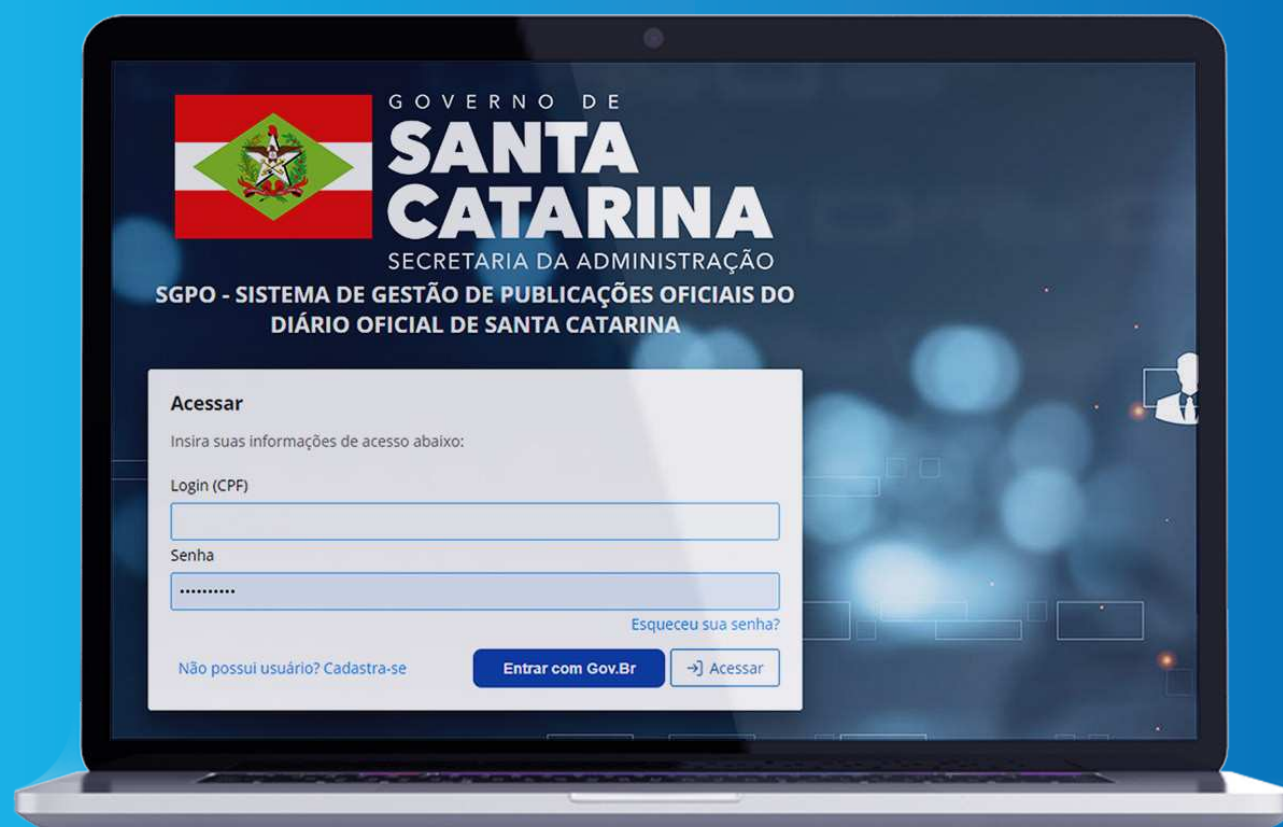 GOVERNO DE
SANTA
CATARINA
SECRETARIA DA ADMINISTRAÇÃO
SGPO - SISTEMA DE GESTÃO DE PUBLICAÇÕES OFICIAIS DO
DIÁRIO OFICIAL DE SANTA CATARINA
Acessar
Insira suas informações de acesso abaixo:
Login (CPF)
Senha
••••••••••
Esqueceu sua senha?
Não possui usuário? Cadastra-se
Entrar com Gov.Br
Acessar